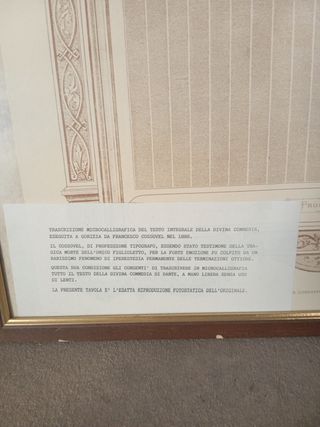 TRASCRIZIONE MICROCALLIGRAFICA DEL TESTO INTEGRALE DELLA DIVINA COMMEDIA,
ESEGUITA A GORIZIA DA FRANCESCO COSSOVEL NEL 1888.
IL COSSOVEL, DI PROFESSIONE TIPOGRAFO, ESSENDO STATO TESTIMONE DELLA TRA-
GICA MORTE DELL'UNICO FIGLIOLETTO, PER LA FORTE EMOZIONE FU COLPITO DA UN
RARISSIMO FENOMENO DI IPERESTESIA PERMANENTE DELLE TERMINAZIONI OTTICHE.
QUESTA SUA CONDIZIONE GLI CONSENTI' DI TRASCRIVERE IN MICROCALLIGRAFIA
TUTTO IL TESTO DELLA DIVINA COMMEDIA DI DANTE, A MANO LIBERA SENZA USO
DI LENTI.
LA PRESENTE TAVOLA E' L'ESATTA RIPRODUZIONE FOTOSTATICA DELL'ORIGINALE.